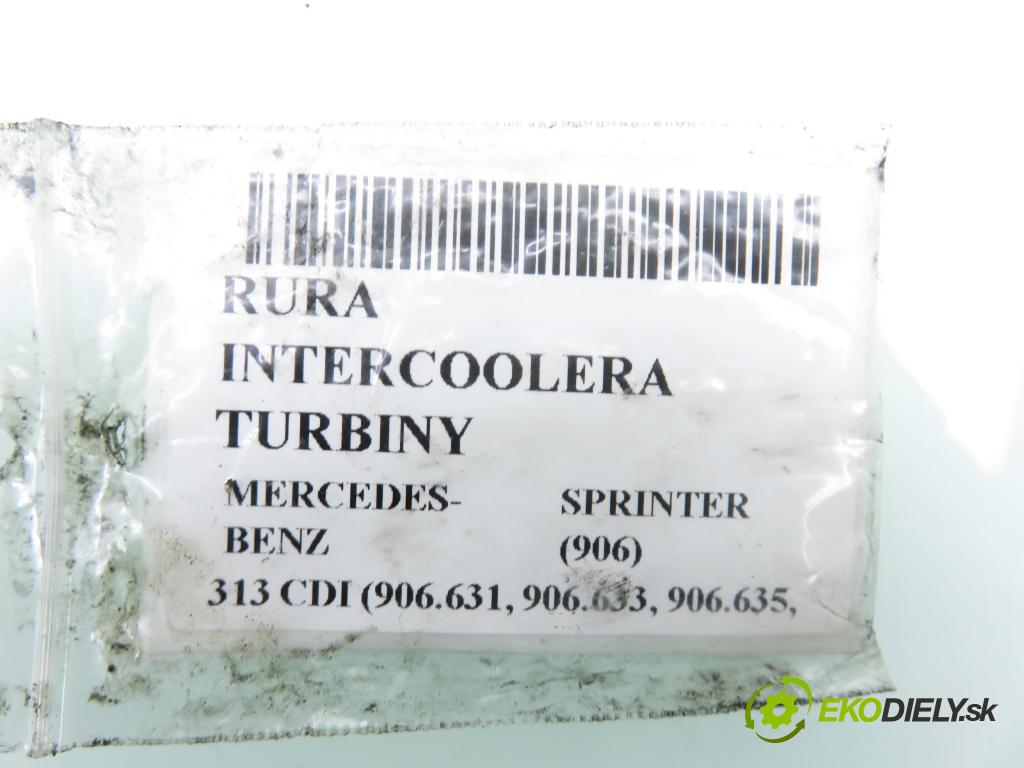 RURA
INTERCOOLERA
TURBINY
MERCEDES- SPRINTER
BENZ (906)
313 CDI (906.631, 906.633, 906.635,
EKODIELY.sk